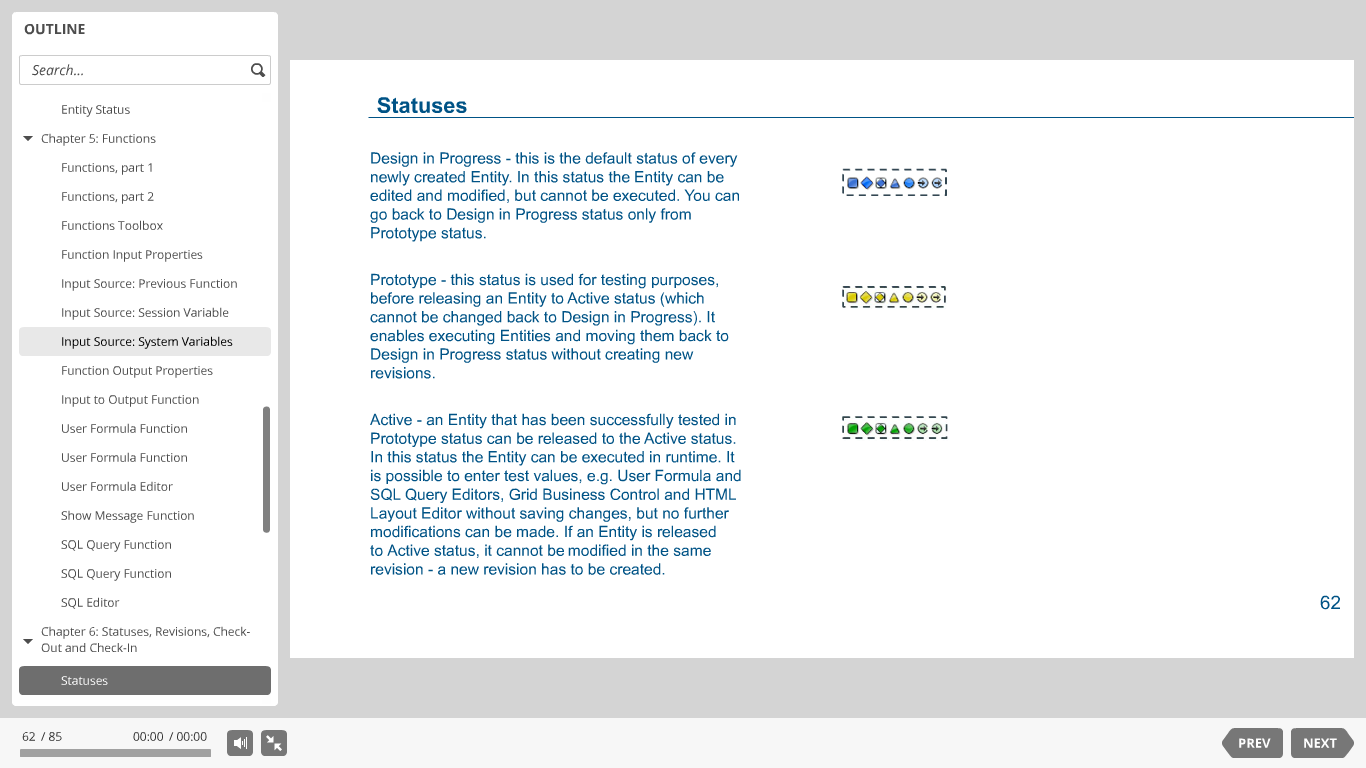 OUTLINE
Search...
Entity Status
Chapter 5: Functions
Functions, part 1
Functions, part 2
Functions Toolbox
Function Input Properties
Input Source: Previous Function
Input Source: Session Variable
Input Source: System Variables
Function Output Properties
Input to Output Function
User Formula Function
User Formula Function
User Formula Editor
Show Message Function
SQL Query Function
SQL Query Function
SQL Editor
Chapter 6: Statuses, Revisions, Check-
Out and Check-In
Statuses
Statuses
Design in Progress - this is the default status of every
newly created Entity. In this status the Entity can be
edited and modified, but cannot be executed. You can
go back to Design in Progress status only from
Prototype status.
Prototype - this status is used for testing purposes,
before releasing an Entity to Active status (which
cannot be changed back to Design in Progress). It
enables executing Entities and moving them back to
Design in Progress status without creating new
revisions.
Active - an Entity that has been successfully tested in
Prototype status can be released to the Active status.
In this status the Entity can be executed in runtime. It
is possible to enter test values, e.g. User Formula and
SQL Query Editors, Grid Business Control and HTML
Layout Editor without saving changes, but no further
modifications can be made. If an Entity is released
to Active status, it cannot be modified in the same
revision - a new revision has to be created.
62
62 / 85
00:00 / 00:00
PREV
NEXT